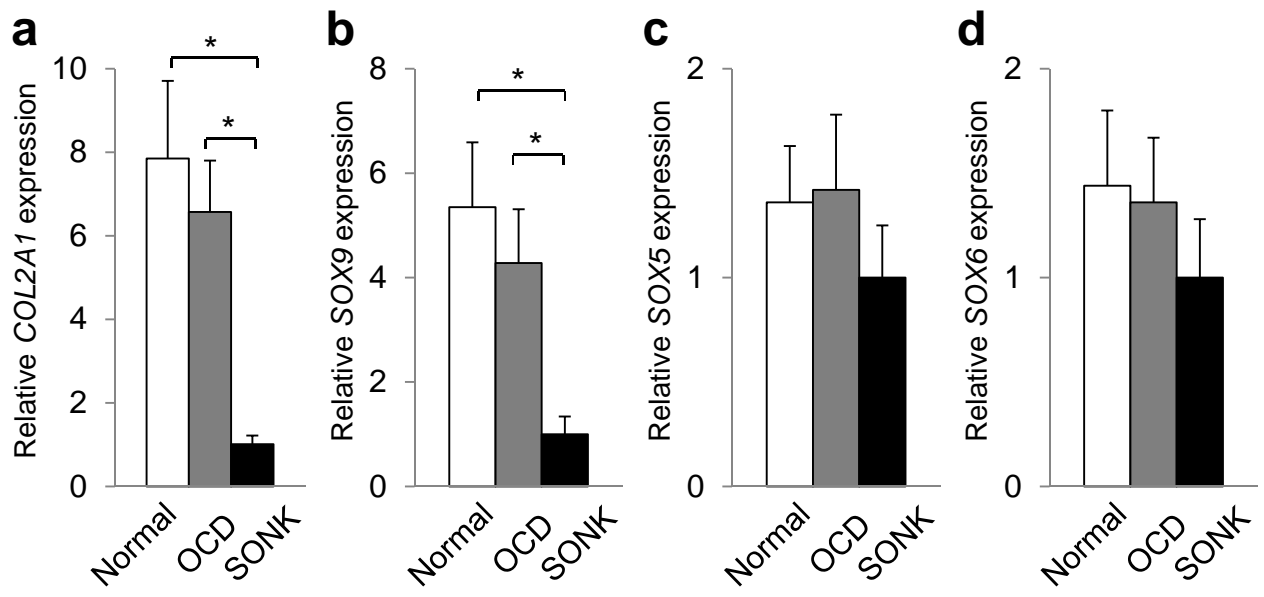 a
*
*
10
8
6
4
2
0
Relative COL2A1 expression
Normal
OCD
SONK
b
*
*
8
6
4
2
0
Relative SOX9 expression
Normal
OCD
SONK
c
2
1
0
Relative SOX5 expression
Normal
OCD
SONK
d
2
1
0
Relative SOX6 expression
Normal
OCD
SONK